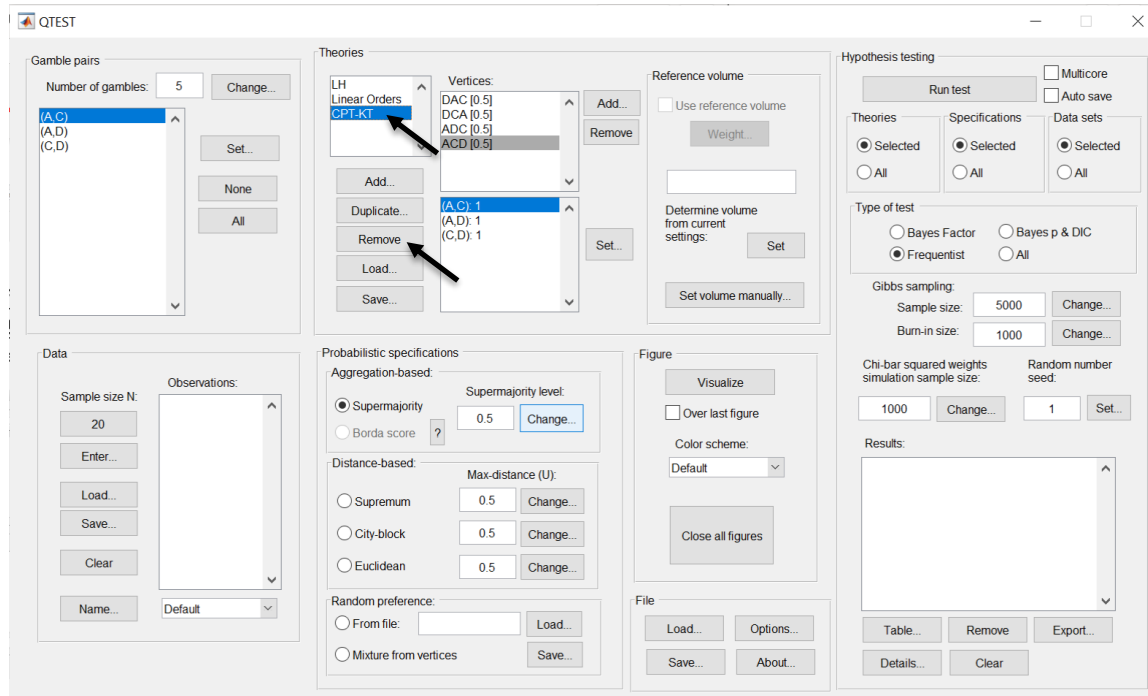 QTEST
Gamble pairs
Number of gambles: 5 Change...
(A,C)
(A,D)
(C,D)
Set...
None
All
Theories
LH
Linear Orders
CPT-KT
Add...
Duplicate...
Remove
Load...
Save...
Vertices:
DAC [0.5]
DCA [0.5]
ADC [0.5]
ACD [0.5]
Add...
Remove
(A,C): 1
(A,D): 1
(C,D): 1
Set...
Reference volume
Use reference volume
Weight...
Determine volume
from current
settings:
Set
Set volume manually...
Hypothesis testing
Run test
Multicore
Auto save
Theories
Selected
All
Specifications
Selected
All
Data sets
Selected
All
Type of test
Bayes Factor Bayes p & DIC
Frequentist All
Gibbs sampling:
Sample size: 5000 Change...
Burn-in size: 1000 Change...
Chi-bar squared weights
simulation sample size:
1000 Change...
Random number
seed:
1 Set...
Results:
Table... Remove Export...
Details... Clear
Data
Sample size N:
20
Enter...
Load...
Save...
Clear
Name... Default
Observations:
Probabilistic specifications
Aggregation-based:
Supermajority level:
Supermajority 0.5 Change...
Borda score ?
Distance-based:
Max-distance (U):
Supremum 0.5 Change...
City-block 0.5 Change...
Euclidean 0.5 Change...
Random preference:
From file: Load...
Mixture from vertices Save...
Figure
Visualize
Over last figure
Color scheme:
Default
Close all figures
File
Load... Options...
Save... About...